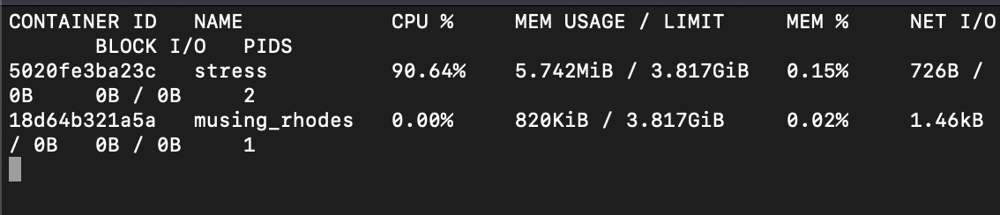 CONTAINER ID   NAME            CPU %     MEM USAGE / LIMIT     MEM %     NET I/O
       BLOCK I/O   PIDS
5020fe3ba23c   stress          90.64%    5.742MiB / 3.817GiB   0.15%     726B /
0B     0B / 0B     2
18d64b321a5a   musing_rhodes   0.00%     820KiB / 3.817GiB     0.02%     1.46kB
/ 0B   0B / 0B     1